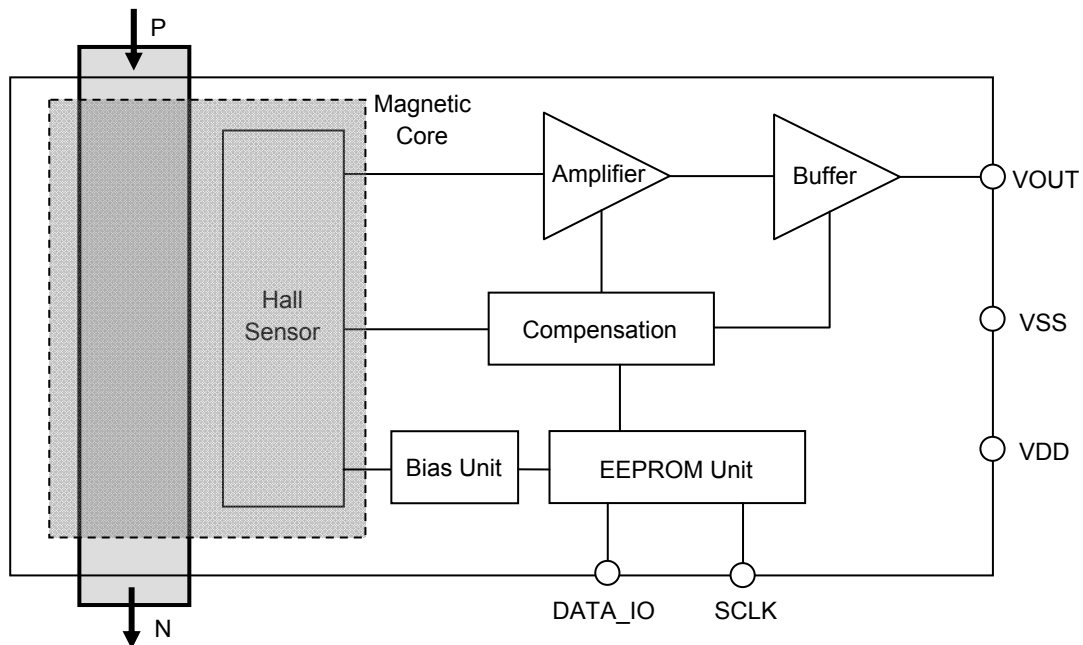 P
Magnetic
Core
Amplifier
Buffer
VOUT
Hall
Sensor
Compensation
VSS
Bias Unit
EEPROM Unit
VDD
DATA_IO
SCLK
N